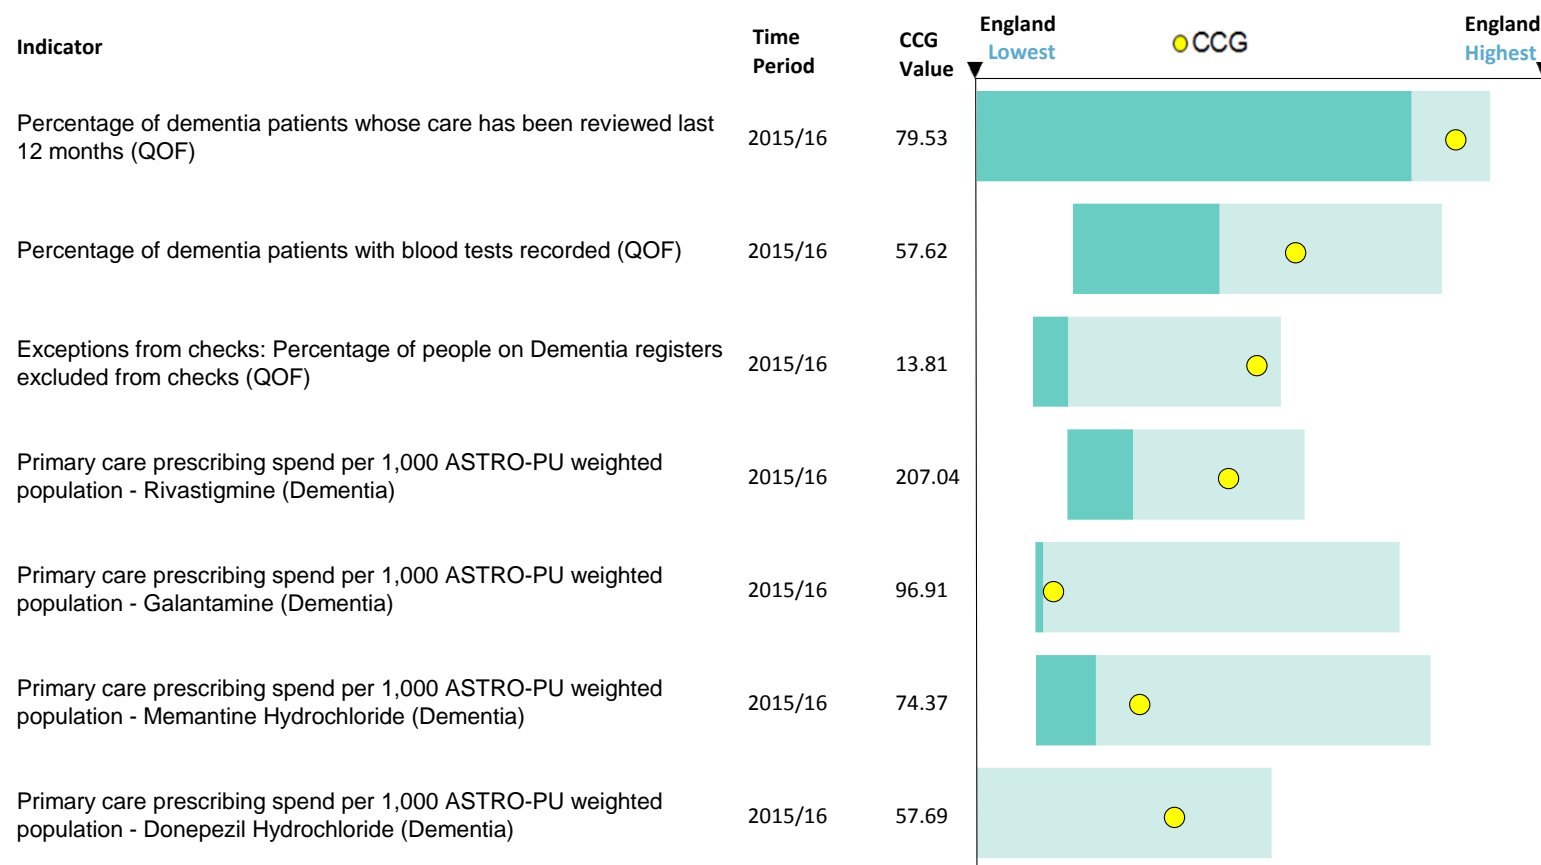 Indicator
Time
Period
CCG
Value
England
Lowest
CCG
England
Highest
Percentage of dementia patients whose care has been reviewed last
12 months (QOF)
2015/16
79.53
Percentage of dementia patients with blood tests recorded (QOF)
2015/16
57.62
Exceptions from checks: Percentage of people on Dementia registers
excluded from checks (QOF)
2015/16
13.81
Primary care prescribing spend per 1,000 ASTRO-PU weighted
population - Rivastigmine (Dementia)
2015/16
207.04
Primary care prescribing spend per 1,000 ASTRO-PU weighted
population - Galantamine (Dementia)
2015/16
96.91
Primary care prescribing spend per 1,000 ASTRO-PU weighted
population - Memantine Hydrochloride (Dementia)
2015/16
74.37
Primary care prescribing spend per 1,000 ASTRO-PU weighted
population - Donepezil Hydrochloride (Dementia)
2015/16
57.69